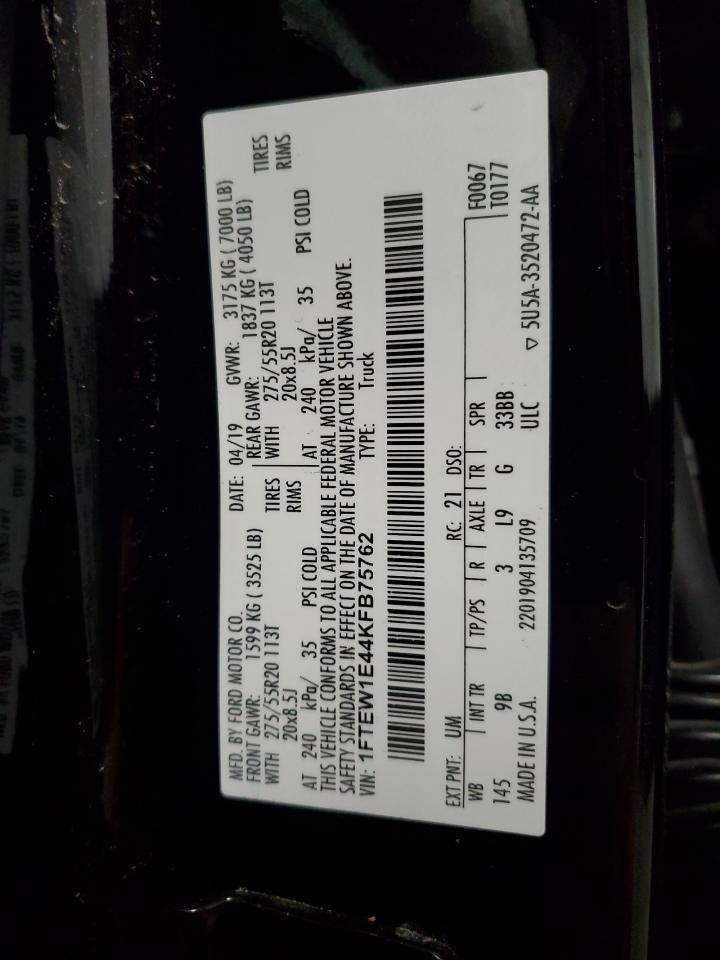 MFD. BY FORD MOTOR CO.
DATE: 04/19 GVWR: 3175 KG ( 7000 LB)
FRONT GAWR: 1599 KG ( 3525 LB) REAR GAWR: 1837 KG ( 4050 LB)
WITH 275/55R20 113T TIRES WITH 275/55R20 113T TIRES
20x8.5J RIMS 20x8.5J RIMS
AT 240 kPa/ 35 PSI COLD AT 240 kPa/ 35 PSI COLD
THIS VEHICLE CONFORMS TO ALL APPLICABLE FEDERAL MOTOR VEHICLE
SAFETY STANDARDS IN EFFECT ON THE DATE OF MANUFACTURE SHOWN ABOVE.
VIN: 1FTEW1E44KFB75762 TYPE: Truck
EXT PNT: UM RC: 21 DSO:
WB INT TR TP/PS R AXLE TR SPR F0067
145 9B 3 L9 G 33BB T0177
MADE IN U.S.A. 2201904135709 ULC ▽ 5U5A-3520472-AA